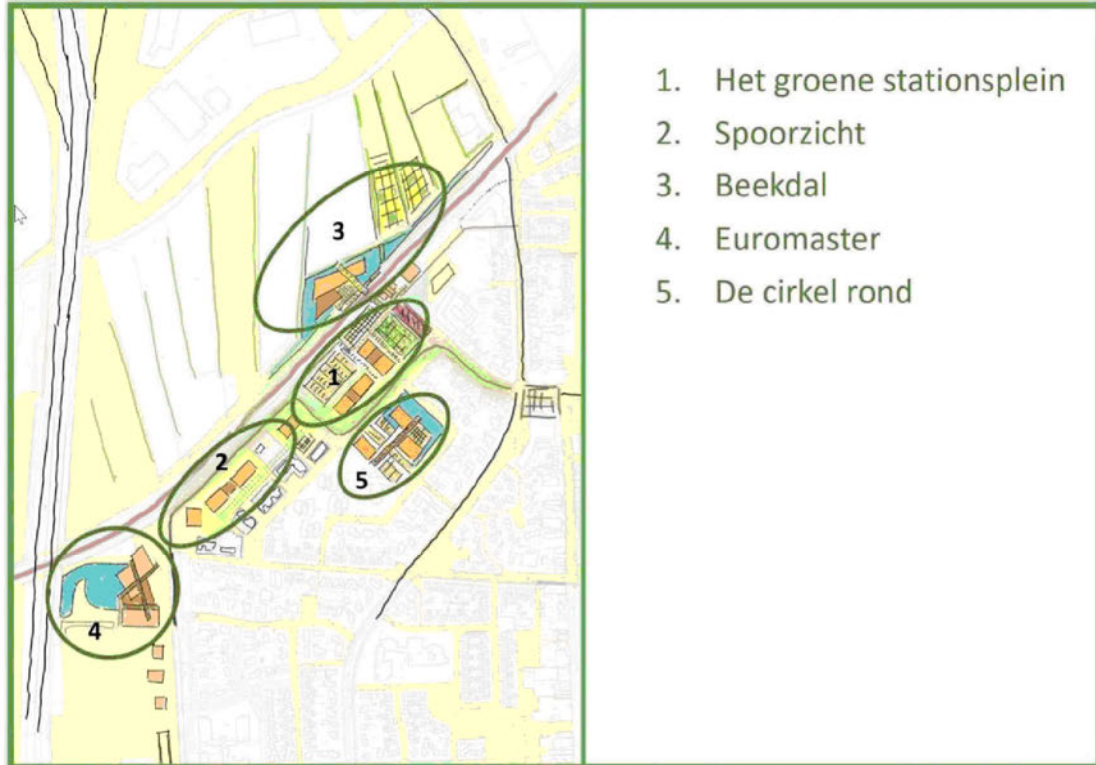 3
1
2
5
4
1. Het groene stationsplein
2. Spoorzicht
3. Beekdal
4. Euromaster
5. De cirkel rond